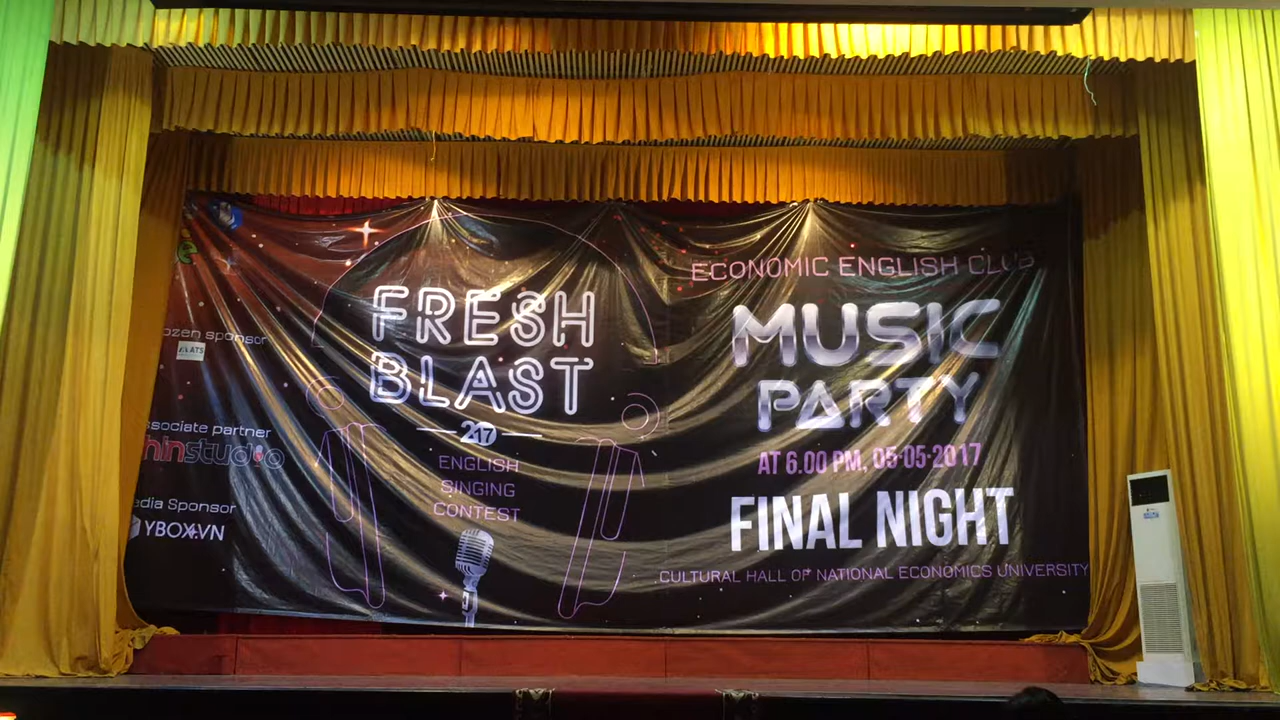 ozen sponsor
ATS
ssociate partner
hinstudio
edia Sponsor
YBOX.VN
FRESH
BLAST
217
ENGLISH
SINGING
CONTEST
ECONOMIC ENGLISH CLUB
MUSIC
PARTY
AT 6.00 PM, 05-05-2017
FINAL NIGHT
CULTURAL HALL OF NATIONAL ECONOMICS UNIVERSITY